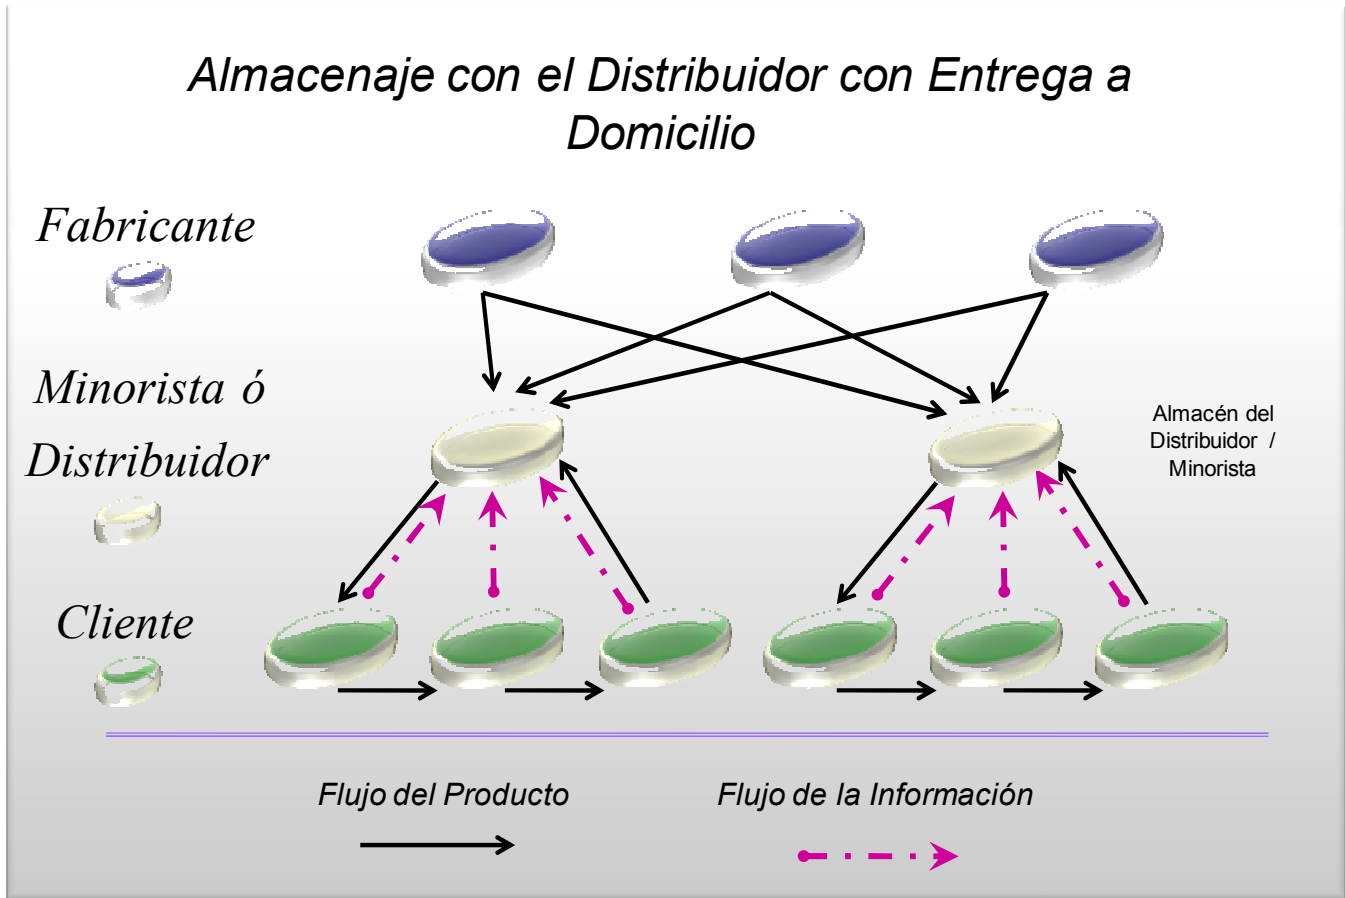 Almacenaje con el Distribuidor con Entrega a
Domicilio
Fabricante
Minorista ó
Distribuidor
Almacén del
Distribuidor /
Minorista
Cliente
Flujo del Producto
Flujo de la Información